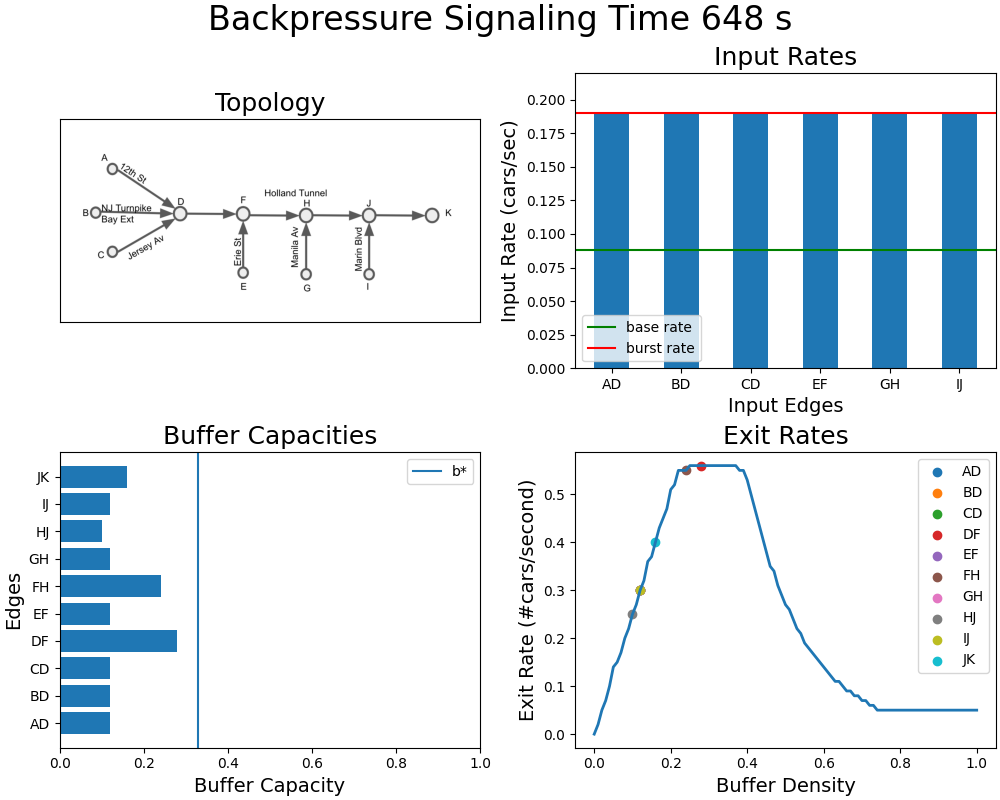 Backpressure Signaling Time 648 s
Topology
A
12th St
B
NJ Turnpike
Bay Ext
C
Jersey Av
D
F
Holland Tunnel
H
J
K
Erie St
Manila Av
Marin Blvd
E
G
I
Input Rates
Input Rate (cars/sec)
0.200
0.175
0.150
0.125
0.100
0.075
0.050
0.025
0.000
base rate
burst rate
AD BD CD EF GH IJ
Input Edges
Buffer Capacities
Edges
JK
IJ
HJ
GH
FH
EF
DF
CD
BD
AD
b*
0.0 0.2 0.4 0.6 0.8 1.0
Buffer Capacity
Exit Rates
Exit Rate (#cars/second)
0.5
0.4
0.3
0.2
0.1
0.0
AD
BD
CD
DF
EF
FH
GH
HJ
IJ
JK
0.0 0.2 0.4 0.6 0.8 1.0
Buffer Density